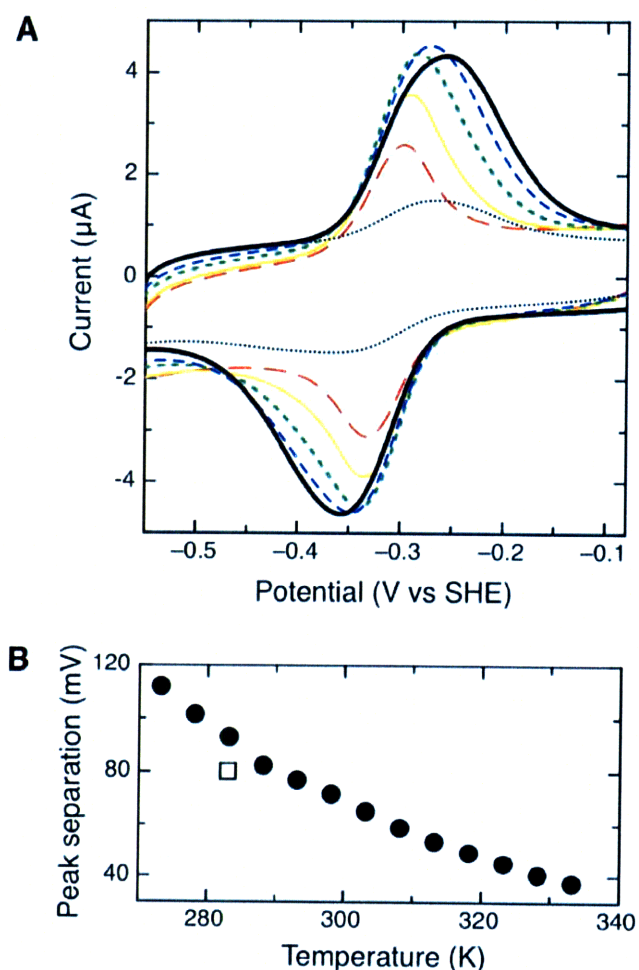 A
4
2
0
-2
-4
Current (µA)
−0.5 −0.4 −0.3 −0.2 −0.1
Potential (V vs SHE)
B
120
80
40
Peak separation (mV)
280 300 320 340
Temperature (K)